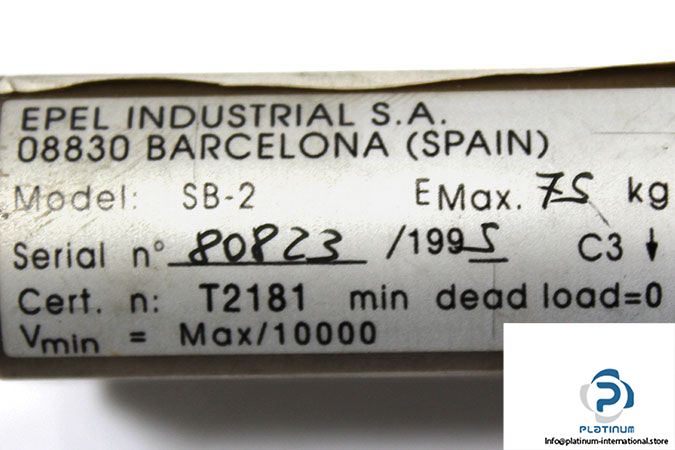 EPEL INDUSTRIAL S.A.
08830 BARCELONA (SPAIN)
Model: SB-2 EMax. 75 kg
Serial n° 80823 /1995 C3 ↓
Cert. n: T2181 min dead load=0
Vmin = Max/10000
PLATINUM
Info@platinum-international.store